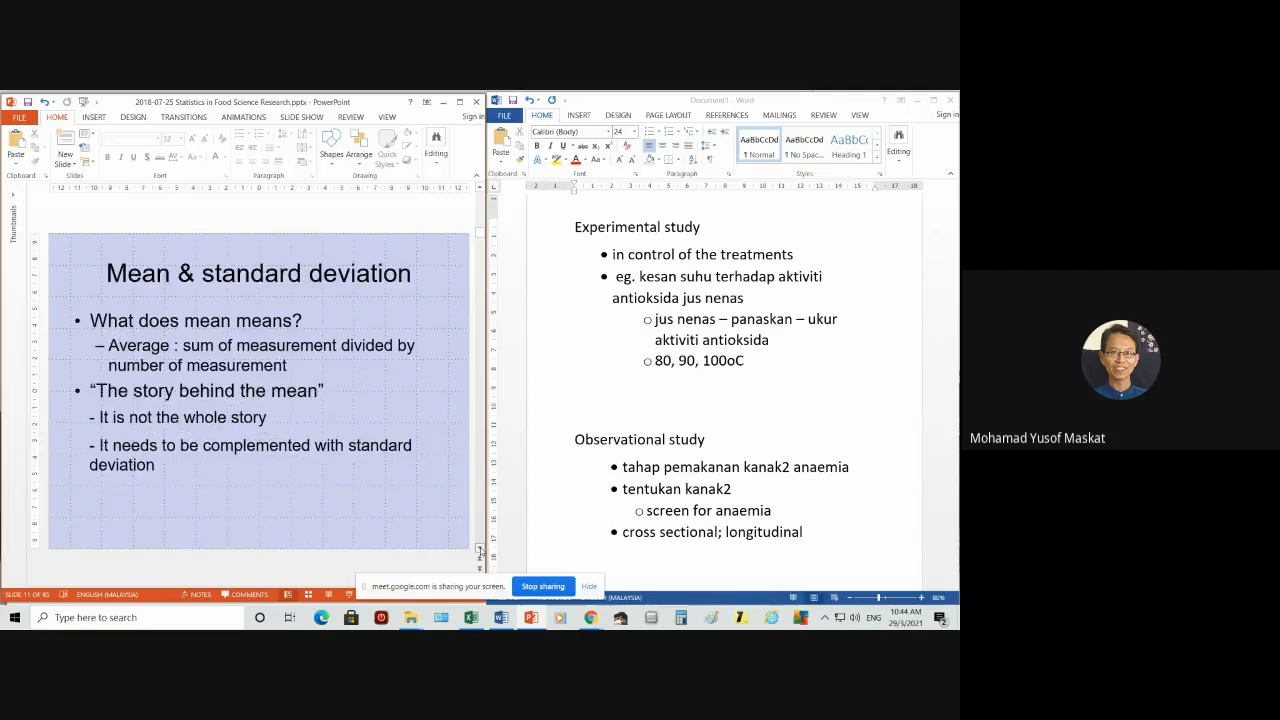 2018-07-25 Statistics in Food Science Research.pptx - PowerPoint
FILE HOME INSERT DESIGN TRANSITIONS ANIMATIONS SLIDE SHOW REVIEW VIEW Sign in
Paste
New Slide
Shapes Arrange Quick Styles
Editing
Clipboard Slides Font Paragraph Drawing
Thumbnails
Mean & standard deviation
• What does mean means?
– Average : sum of measurement divided by
number of measurement
• “The story behind the mean”
- It is not the whole story
- It needs to be complemented with standard
deviation
SLIDE 11 OF 95 ENGLISH (MALAYSIA) NOTES COMMENTS
Document1 - Word
FILE HOME INSERT DESIGN PAGE LAYOUT REFERENCES MAILINGS REVIEW VIEW Sign in
Calibri (Body) 24
Paste
AaBbCcDd AaBbCcDd AaBbC
¶ Normal ¶ No Spac... Heading 1
Editing
Clipboard Font Paragraph Styles
Experimental study
• in control of the treatments
• eg. kesan suhu terhadap aktiviti
antioksida jus nenas
○ jus nenas – panaskan – ukur
aktiviti antioksida
○ 80, 90, 100oC
Observational study
• tahap pemakanan kanak2 anaemia
• tentukan kanak2
○ screen for anaemia
• cross sectional; longitudinal
(MALAYSIA) 80%
meet.google.com is sharing your screen. Stop sharing Hide
Type here to search
ENG
10:44 AM
29/3/2021
Mohamad Yusof Maskat